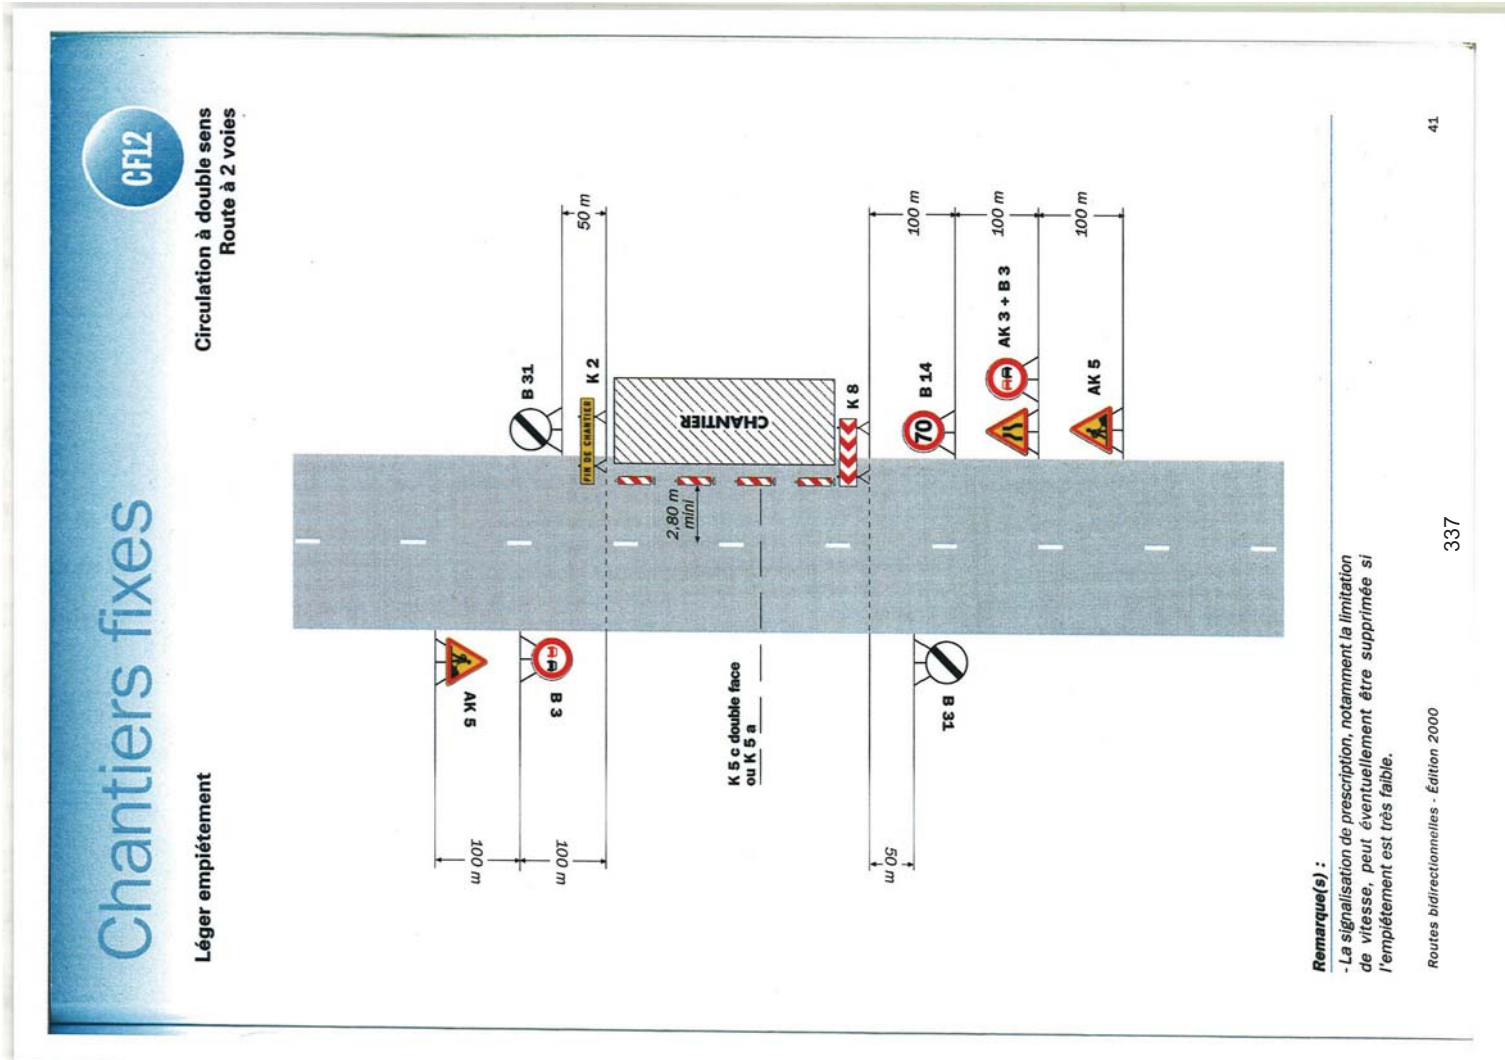 Chantiers fixes
CF12
Léger empiétement
Circulation à double sens
Route à 2 voies
B 31
50 m
K 2
FIN DE CHANTIER
AK 5
100 m
B 3
100 m
CHANTIER
2,80 m
mini
K 5 c double face
ou K 5 a
K 8
100 m
B 31
50 m
70
B 14
100 m
AK 3 + B 3
100 m
AK 5
Remarque(s) :
- La signalisation de prescription, notamment la limitation
de vitesse, peut éventuellement être supprimée si
l'empiétement est très faible.
Routes bidirectionnelles - Édition 2000
41
337